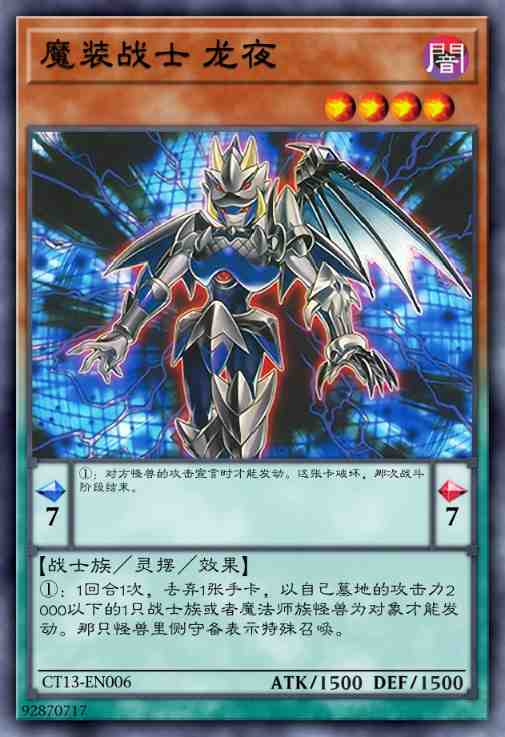 魔装战士 龙夜
闇
①：对方怪兽的攻击宣言时才能发动。这张卡破坏，那次战斗
阶段结束。
7
7
【战士族／灵摆／效果】
①：1回合1次，丢弃1张手卡，以自己墓地的攻击力2
000以下的1只战士族或者魔法师族怪兽为对象才能发
动。那只怪兽里侧守备表示特殊召唤。
CT13-EN006
ATK/1500 DEF/1500
92870717